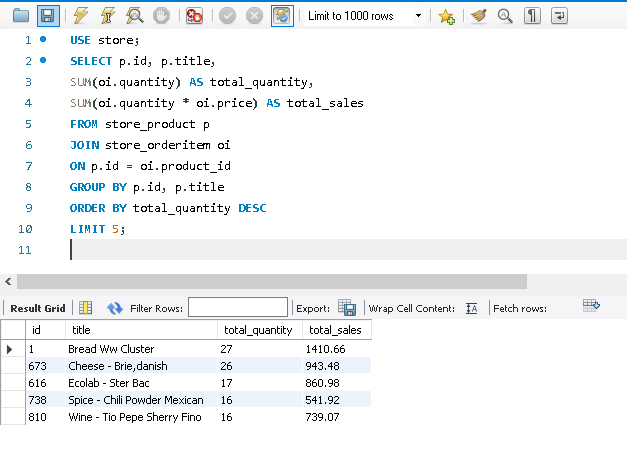 Limit to 1000 rows
1 USE store;
2 SELECT p.id, p.title,
3 SUM(oi.quantity) AS total_quantity,
4 SUM(oi.quantity * oi.price) AS total_sales
5 FROM store_product p
6 JOIN store_orderitem oi
7 ON p.id = oi.product_id
8 GROUP BY p.id, p.title
9 ORDER BY total_quantity DESC
10 LIMIT 5;
11
Result Grid Filter Rows: Export: Wrap Cell Content: IA Fetch rows:
id title total_quantity total_sales
1 Bread Ww Cluster 27 1410.66
673 Cheese - Brie,danish 26 943.48
616 Ecolab - Ster Bac 17 860.98
738 Spice - Chili Powder Mexican 16 541.92
810 Wine - Tio Pepe Sherry Fino 16 739.07